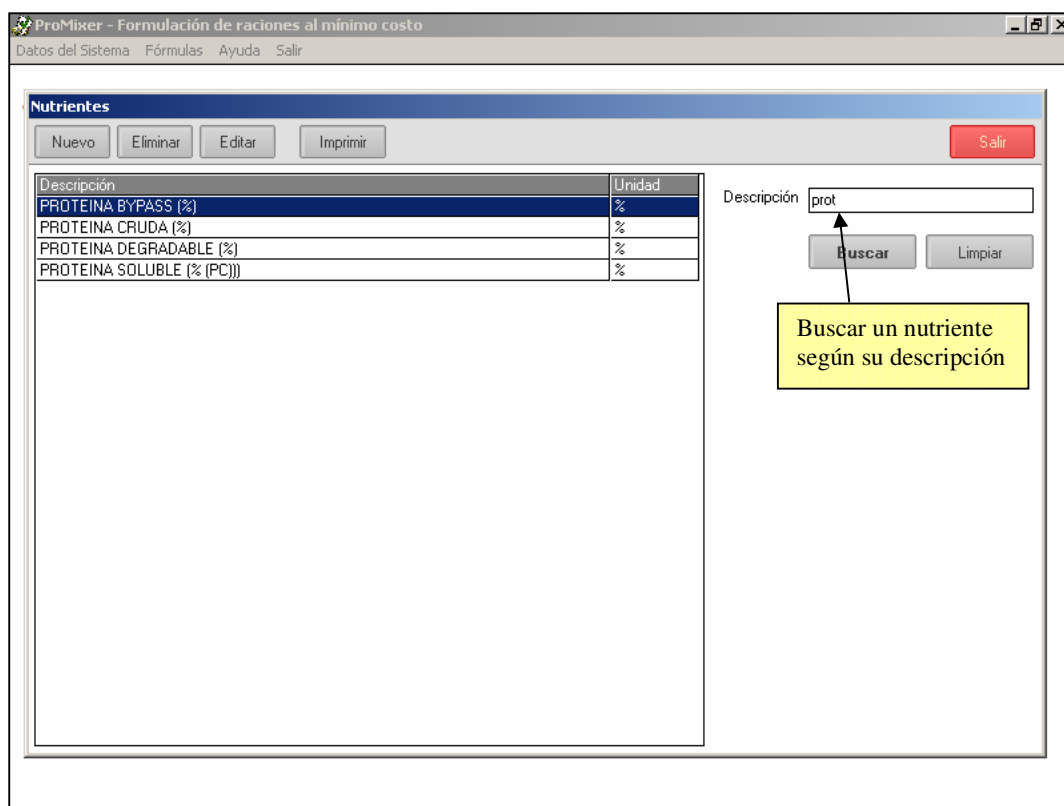 ProMixer - Formulación de raciones al mínimo costo
Datos del Sistema Fórmulas Ayuda Salir
Nutrientes
Nuevo Eliminar Editar Imprimir Salir
Descripción Unidad
PROTEINA BYPASS (%) %
PROTEINA CRUDA (%) %
PROTEINA DEGRADABLE (%) %
PROTEINA SOLUBLE (% (PC))) %
Descripción prot
Buscar Limpiar
Buscar un nutriente
según su descripción